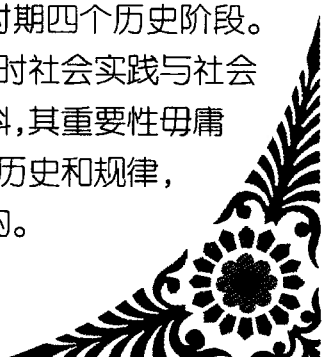 时期四个历史阶段。
时社会实践与社会
料,其重要性毋庸
历史和规律,
的。